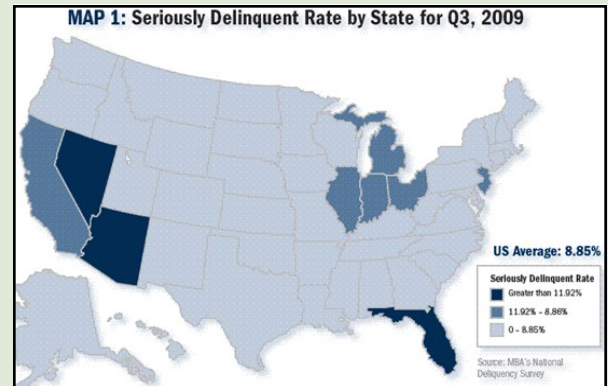 MAP 1: Seriously Delinquent Rate by State for Q3, 2009
US Average: 8.85%
Seriously Delinquent Rate
Greater than 11.92%
11.92% - 8.86%
0 - 8.85%
Source: MBA's National
Deliquency Survey